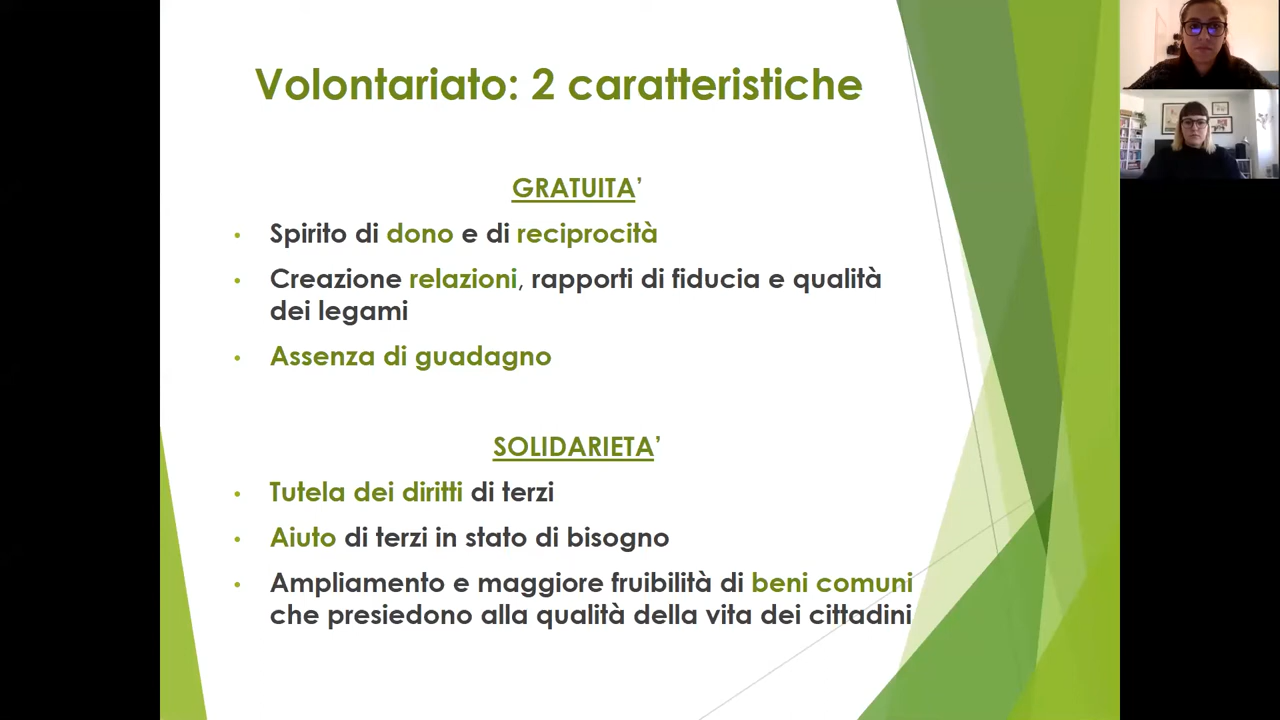 Volontariato: 2 caratteristiche
GRATUITA’
• Spirito di dono e di reciprocità
• Creazione relazioni, rapporti di fiducia e qualità
dei legami
• Assenza di guadagno
SOLIDARIETA’
• Tutela dei diritti di terzi
• Aiuto di terzi in stato di bisogno
• Ampliamento e maggiore fruibilità di beni comuni
che presiedono alla qualità della vita dei cittadini